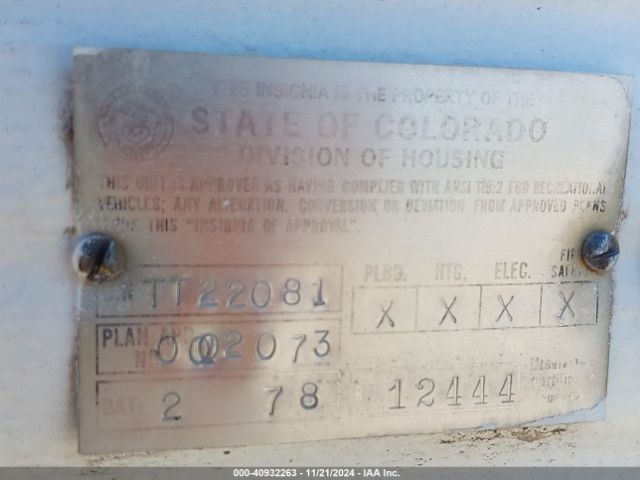 THIS INSIGNIA IS THE PROPERTY OF THE
STATE OF COLORADO
DIVISION OF HOUSING
THIS UNIT IS APPROVED AS HAVING COMPLIED WITH ANSI 119.2 FOR RECREATIONAL
VEHICLES; ANY ALTERATION, CONVERSION OR DEVIATION FROM APPROVED PLANS
VOIDS THIS "INSIGNIA OF APPROVAL".
PLBG. HTG. ELEC. FIRE SAFETY
S/N TT22081
X X X X
PLAN APP. NO. 002073
DATE 2 78
12444
000-40932263 - 11/21/2024 - IAA Inc.